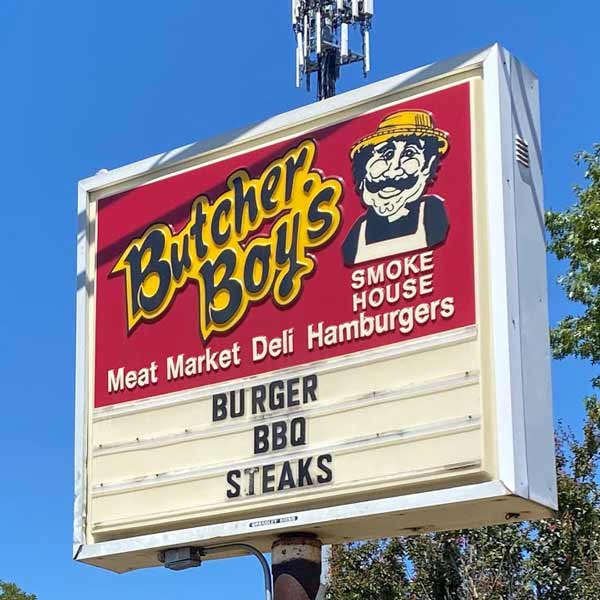 Butcher
Boy's
SMOKE
HOUSE
Meat Market Deli Hamburgers
BURGER
BBQ
STEAKS